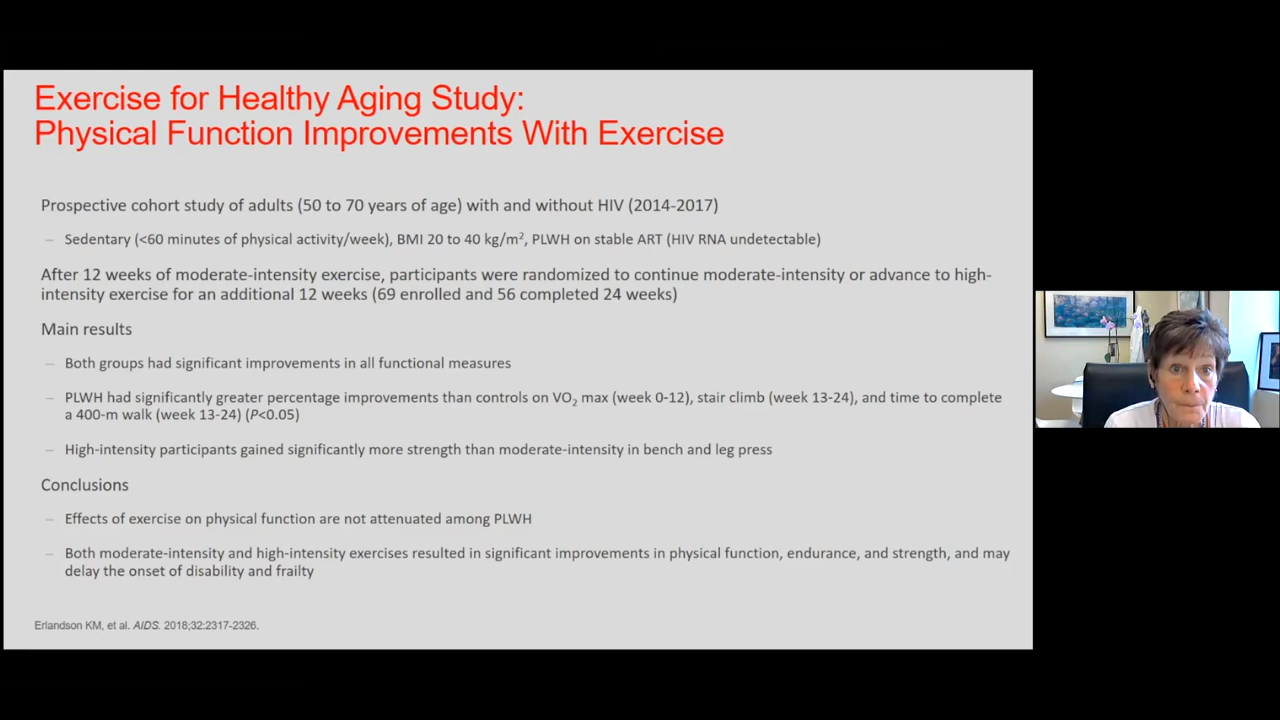 Exercise for Healthy Aging Study:
Physical Function Improvements With Exercise
Prospective cohort study of adults (50 to 70 years of age) with and without HIV (2014-2017)
– Sedentary (<60 minutes of physical activity/week), BMI 20 to 40 kg/m², PLWH on stable ART (HIV RNA undetectable)
After 12 weeks of moderate-intensity exercise, participants were randomized to continue moderate-intensity or advance to high-
intensity exercise for an additional 12 weeks (69 enrolled and 56 completed 24 weeks)
Main results
– Both groups had significant improvements in all functional measures
– PLWH had significantly greater percentage improvements than controls on VO₂ max (week 0-12), stair climb (week 13-24), and time to complete
a 400-m walk (week 13-24) (P<0.05)
– High-intensity participants gained significantly more strength than moderate-intensity in bench and leg press
Conclusions
– Effects of exercise on physical function are not attenuated among PLWH
– Both moderate-intensity and high-intensity exercises resulted in significant improvements in physical function, endurance, and strength, and may
delay the onset of disability and frailty
Erlandson KM, et al. AIDS. 2018;32:2317-2326.